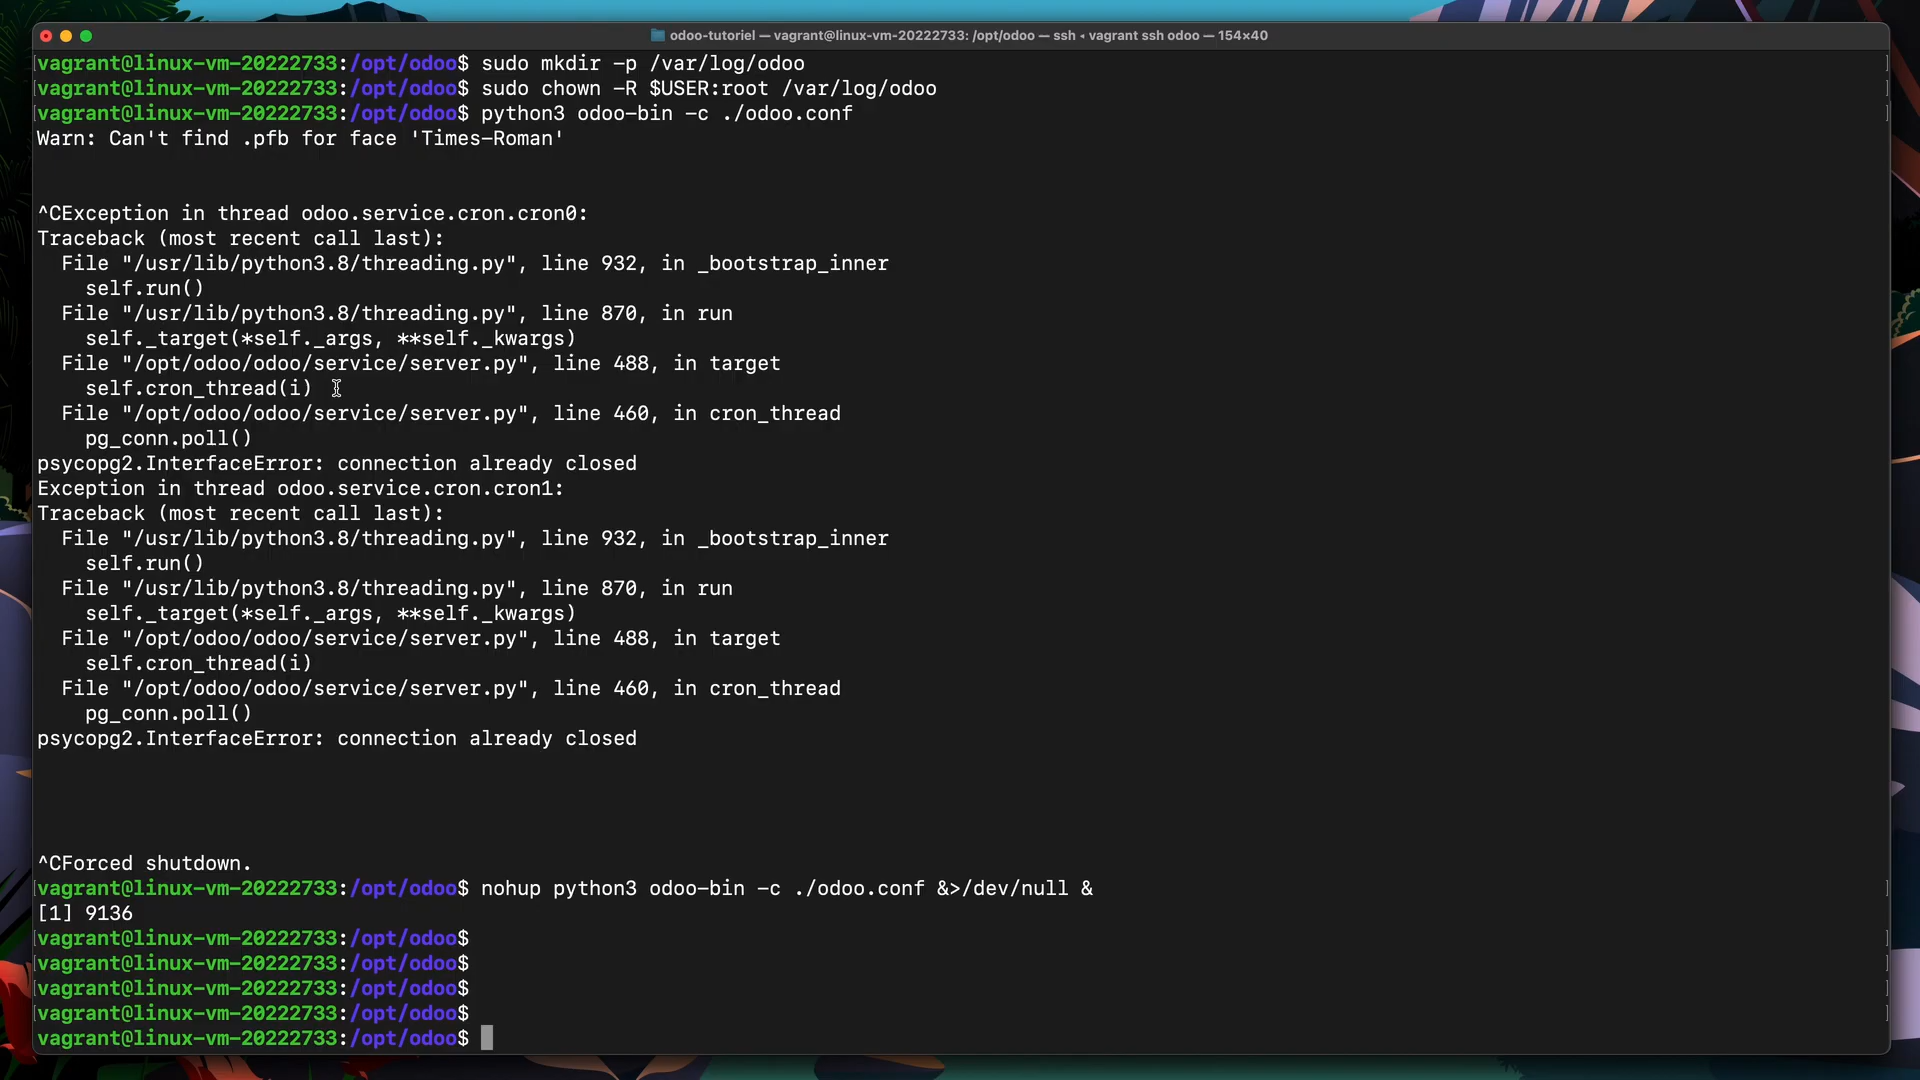 odoo-tutoriel — vagrant@linux-vm-20222733: /opt/odoo — ssh ◂ vagrant ssh odoo — 154×40
vagrant@linux-vm-20222733:/opt/odoo$ sudo mkdir -p /var/log/odoo
vagrant@linux-vm-20222733:/opt/odoo$ sudo chown -R $USER:root /var/log/odoo
vagrant@linux-vm-20222733:/opt/odoo$ python3 odoo-bin -c ./odoo.conf
Warn: Can't find .pfb for face 'Times-Roman'
^CException in thread odoo.service.cron.cron0:
Traceback (most recent call last):
  File "/usr/lib/python3.8/threading.py", line 932, in _bootstrap_inner
    self.run()
  File "/usr/lib/python3.8/threading.py", line 870, in run
    self._target(*self._args, **self._kwargs)
  File "/opt/odoo/odoo/service/server.py", line 488, in target
    self.cron_thread(i)
  File "/opt/odoo/odoo/service/server.py", line 460, in cron_thread
    pg_conn.poll()
psycopg2.InterfaceError: connection already closed
Exception in thread odoo.service.cron.cron1:
Traceback (most recent call last):
  File "/usr/lib/python3.8/threading.py", line 932, in _bootstrap_inner
    self.run()
  File "/usr/lib/python3.8/threading.py", line 870, in run
    self._target(*self._args, **self._kwargs)
  File "/opt/odoo/odoo/service/server.py", line 488, in target
    self.cron_thread(i)
  File "/opt/odoo/odoo/service/server.py", line 460, in cron_thread
    pg_conn.poll()
psycopg2.InterfaceError: connection already closed
^CForced shutdown.
vagrant@linux-vm-20222733:/opt/odoo$ nohup python3 odoo-bin -c ./odoo.conf &>/dev/null &
[1] 9136
vagrant@linux-vm-20222733:/opt/odoo$
vagrant@linux-vm-20222733:/opt/odoo$
vagrant@linux-vm-20222733:/opt/odoo$
vagrant@linux-vm-20222733:/opt/odoo$
vagrant@linux-vm-20222733:/opt/odoo$